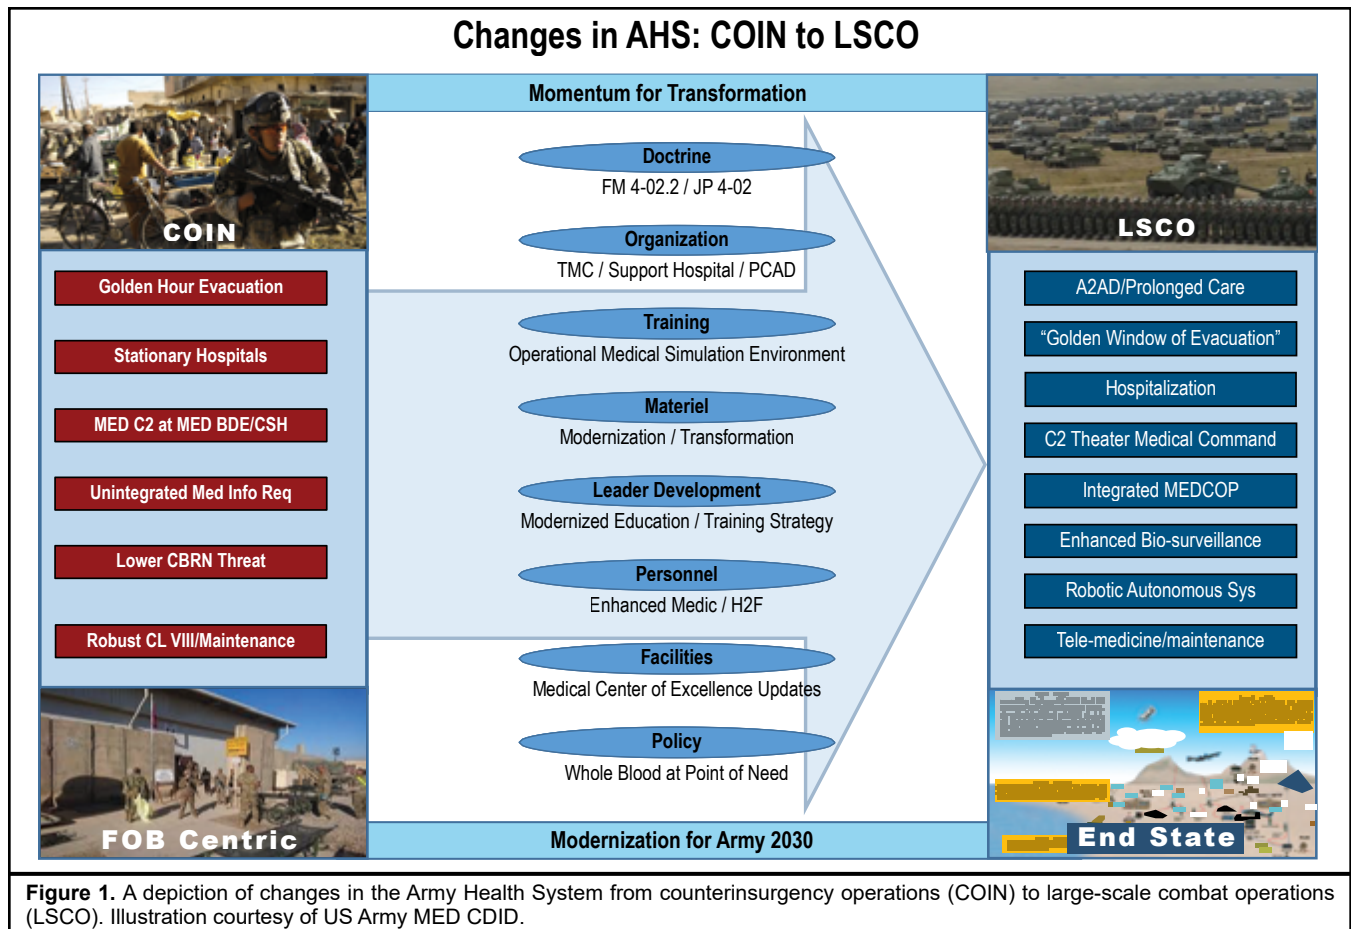 Changes in AHS: COIN to LSCO
Momentum for Transformation
COIN
Golden Hour Evacuation
Stationary Hospitals
MED C2 at MED BDE/CSH
Unintegrated Med Info Req
Lower CBRN Threat
Robust CL VIII/Maintenance
FOB Centric
Doctrine
FM 4-02.2 / JP 4-02
Organization
TMC / Support Hospital / PCAD
Training
Operational Medical Simulation Environment
Materiel
Modernization / Transformation
Leader Development
Modernized Education / Training Strategy
Personnel
Enhanced Medic / H2F
Facilities
Medical Center of Excellence Updates
Policy
Whole Blood at Point of Need
LSCO
A2AD/Prolonged Care
“Golden Window of Evacuation”
Hospitalization
C2 Theater Medical Command
Integrated MEDCOP
Enhanced Bio-surveillance
Robotic Autonomous Sys
Tele-medicine/maintenance
End State
Modernization for Army 2030
Figure 1. A depiction of changes in the Army Health System from counterinsurgency operations (COIN) to large-scale combat operations
(LSCO). Illustration courtesy of US Army MED CDID.